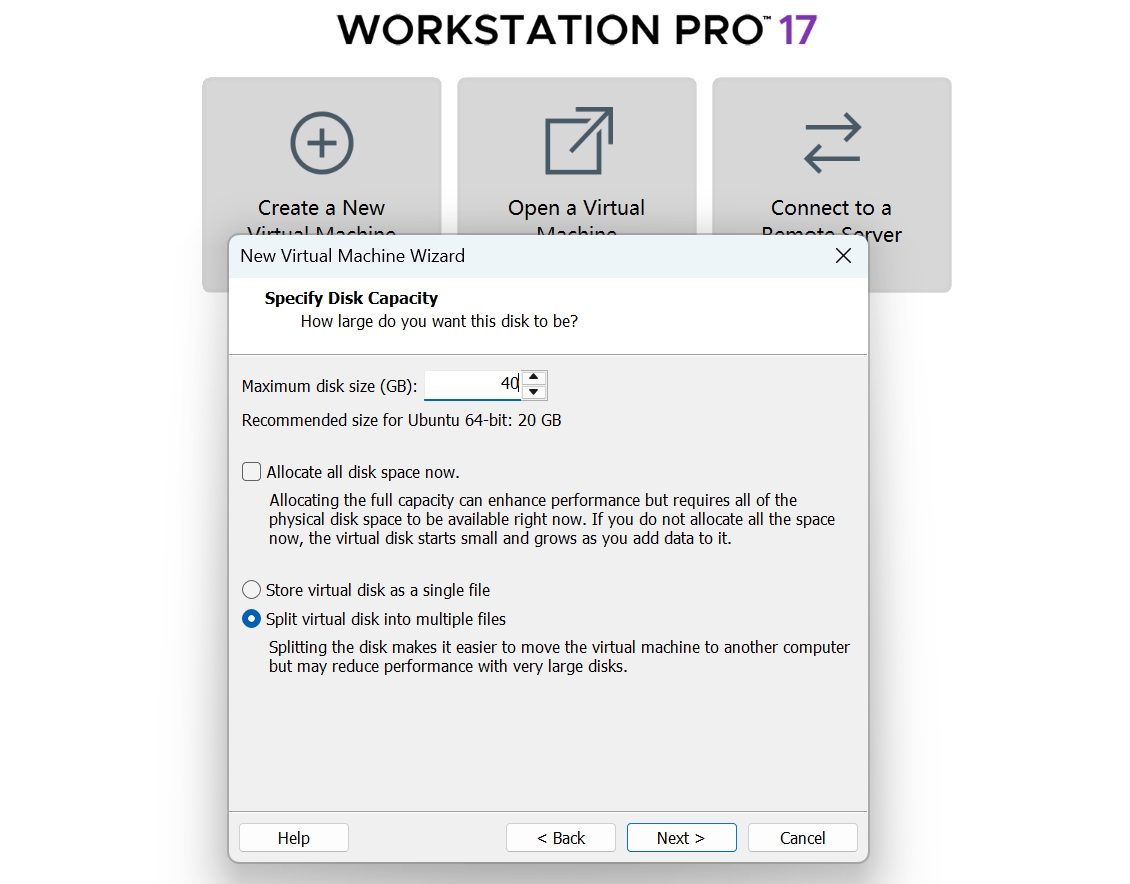 WORKSTATION PRO™ 17
Create a New
Virtual Machine
Open a Virtual
Machine
Connect to a
Remote Server
New Virtual Machine Wizard
Specify Disk Capacity
How large do you want this disk to be?
Maximum disk size (GB): 40
Recommended size for Ubuntu 64-bit: 20 GB
Allocate all disk space now.
Allocating the full capacity can enhance performance but requires all of the
physical disk space to be available right now. If you do not allocate all the space
now, the virtual disk starts small and grows as you add data to it.
Store virtual disk as a single file
Split virtual disk into multiple files
Splitting the disk makes it easier to move the virtual machine to another computer
but may reduce performance with very large disks.
Help
< Back
Next >
Cancel